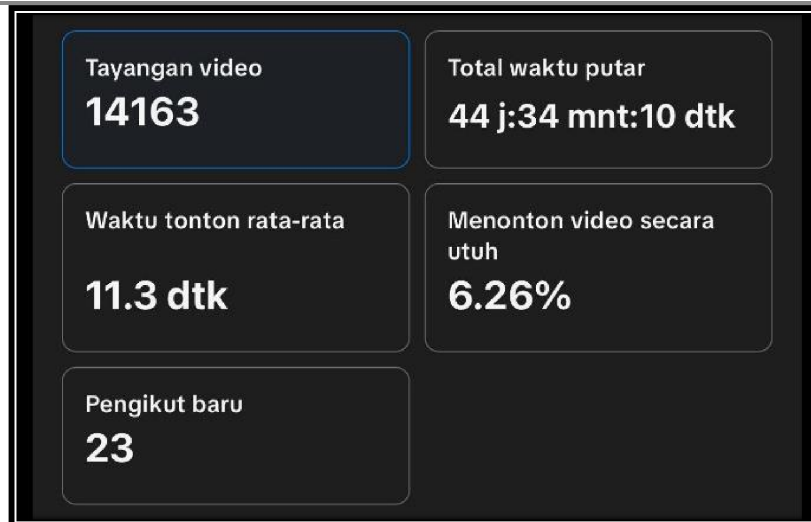 Tayangan video
14163
Total waktu putar
44 j:34 mnt:10 dtk
Waktu tonton rata-rata
11.3 dtk
Menonton video secara
utuh
6.26%
Pengikut baru
23